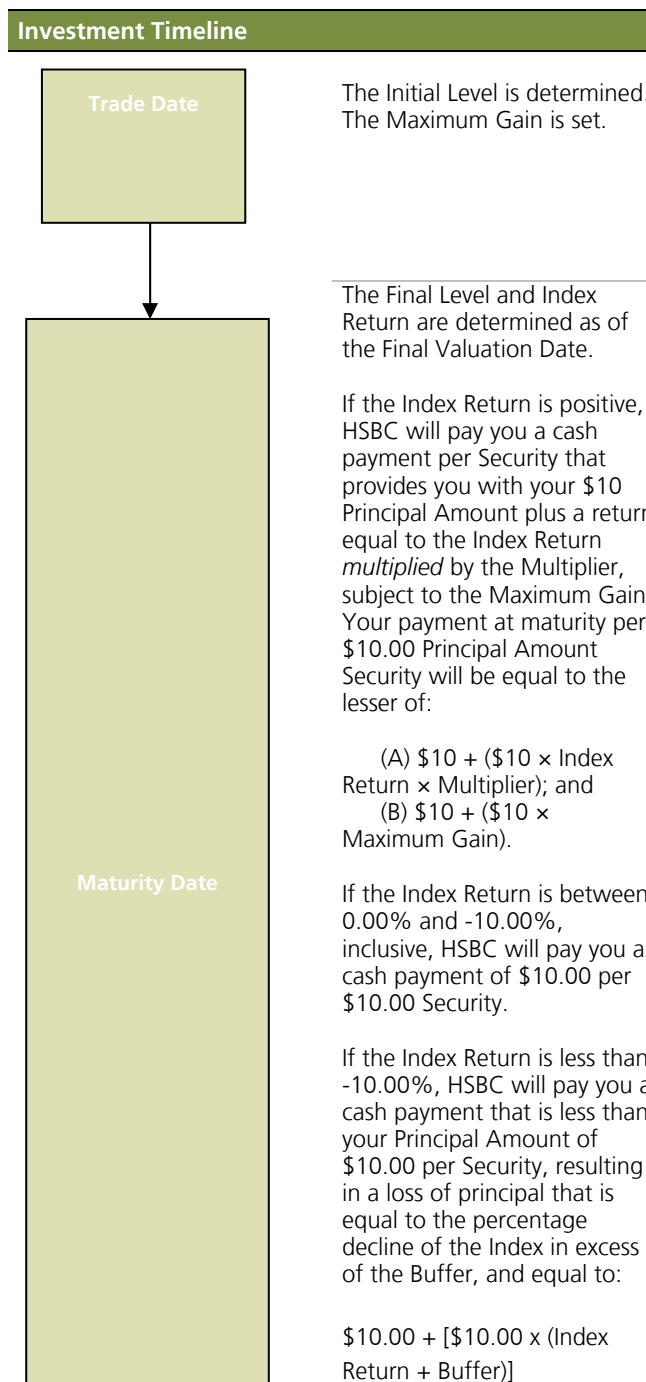 Investment Timeline
Trade Date
The Initial Level is determined.
The Maximum Gain is set.
The Final Level and Index
Return are determined as of
the Final Valuation Date.
If the Index Return is positive,
HSBC will pay you a cash
payment per Security that
provides you with your $10
Principal Amount plus a return
equal to the Index Return
multiplied by the Multiplier,
subject to the Maximum Gain
Your payment at maturity per
$10.00 Principal Amount
Security will be equal to the
lesser of:
(A) $10 + ($10 × Index
Return × Multiplier); and
(B) $10 + ($10 ×
Maximum Gain).
Maturity Date
If the Index Return is between
0.00% and -10.00%,
inclusive, HSBC will pay you a
cash payment of $10.00 per
$10.00 Security.
If the Index Return is less than
-10.00%, HSBC will pay you a
cash payment that is less than
your Principal Amount of
$10.00 per Security, resulting
in a loss of principal that is
equal to the percentage
decline of the Index in excess
of the Buffer, and equal to:
$10.00 + [$10.00 x (Index
Return + Buffer)]